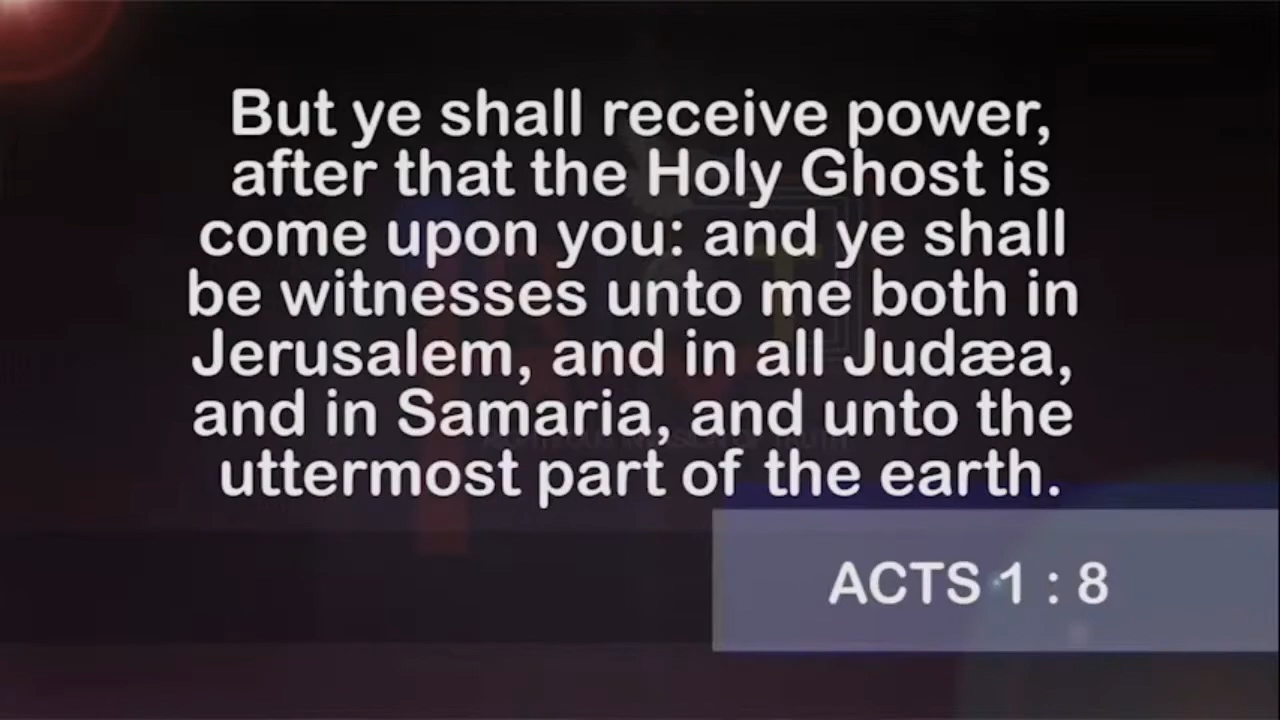 But ye shall receive power,
after that the Holy Ghost is
come upon you: and ye shall
be witnesses unto me both in
Jerusalem, and in all Judæa,
and in Samaria, and unto the
uttermost part of the earth.
ACTS 1 : 8